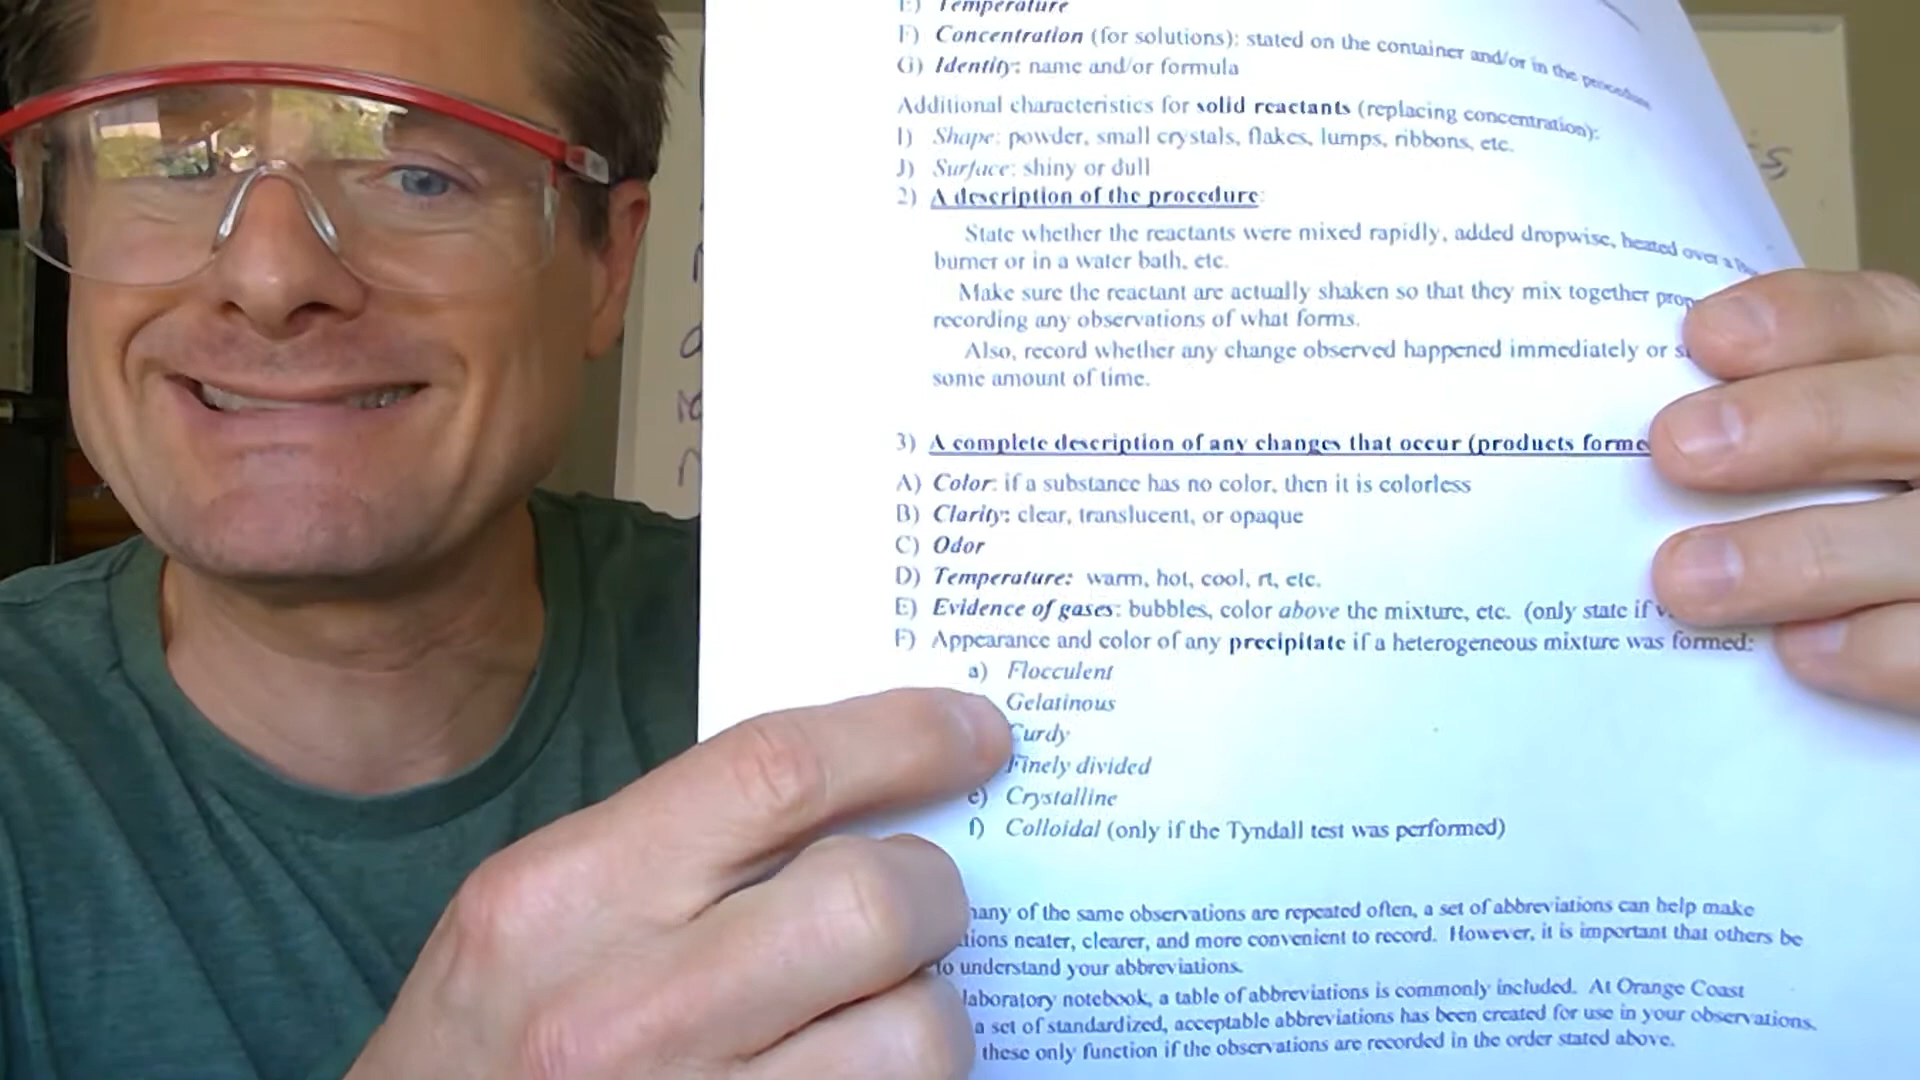 E) Temperature
F) Concentration (for solutions): stated on the container and/or in the procedure
G) Identity: name and/or formula
Additional characteristics for solid reactants (replacing concentration):
I) Shape: powder, small crystals, flakes, lumps, ribbons, etc.
J) Surface: shiny or dull
2) A description of the procedure:
State whether the reactants were mixed rapidly, added dropwise, heated over a
burner or in a water bath, etc.
Make sure the reactant are actually shaken so that they mix together prop
recording any observations of what forms.
Also, record whether any change observed happened immediately or
some amount of time.
3) A complete description of any changes that occur (products forme
A) Color: if a substance has no color, then it is colorless
B) Clarity: clear, translucent, or opaque
C) Odor
D) Temperature: warm, hot, cool, rt, etc.
E) Evidence of gases: bubbles, color above the mixture, etc. (only state if
F) Appearance and color of any precipitate if a heterogeneous mixture was formed:
a) Flocculent
Gelatinous
Curdy
Finely divided
e) Crystalline
f) Colloidal (only if the Tyndall test was performed)
many of the same observations are repeated often, a set of abbreviations can help make
tions neater, clearer, and more convenient to record. However, it is important that others be
to understand your abbreviations.
laboratory notebook, a table of abbreviations is commonly included. At Orange Coast
a set of standardized, acceptable abbreviations has been created for use in your observations.
these only function if the observations are recorded in the order stated above.